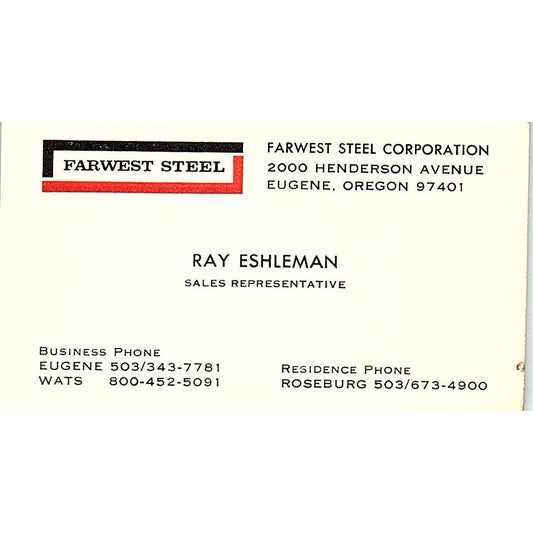 FARWEST STEEL
FARWEST STEEL CORPORATION
2000 HENDERSON AVENUE
EUGENE, OREGON 97401
RAY ESHLEMAN
SALES REPRESENTATIVE
BUSINESS PHONE
EUGENE 503/343-7781
WATS 800-452-5091
RESIDENCE PHONE
ROSEBURG 503/673-4900